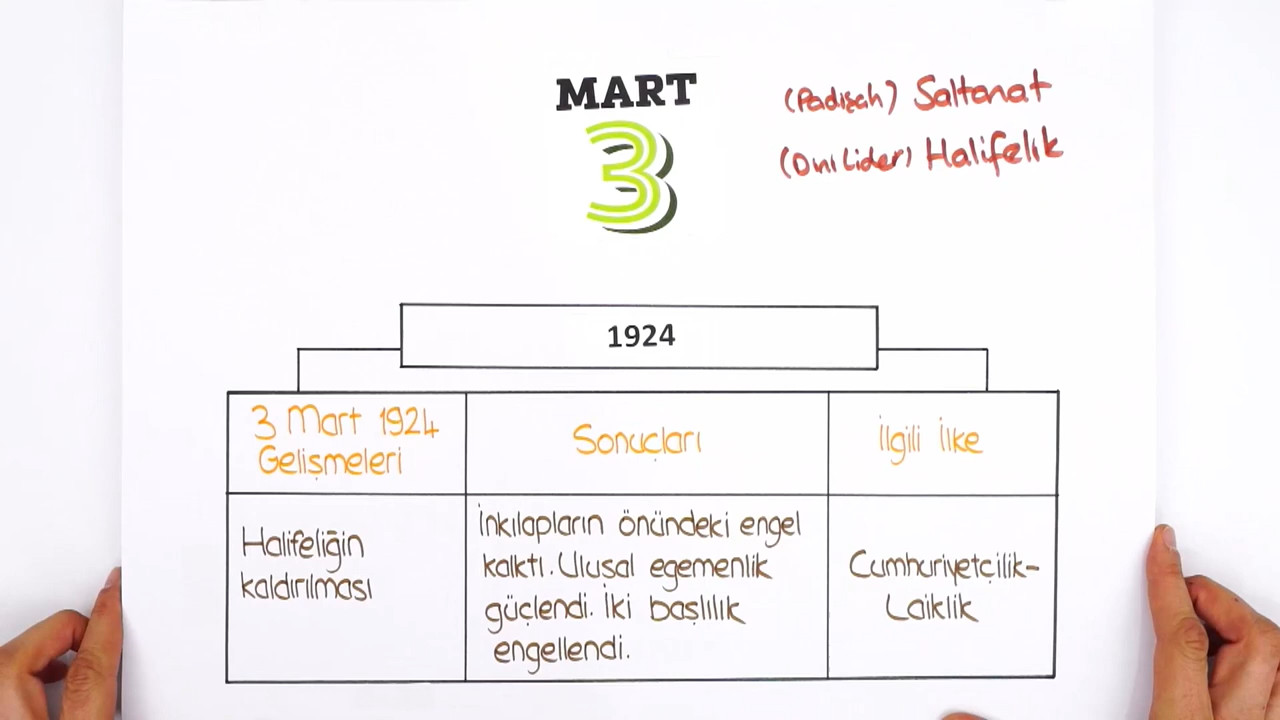 MART
3
(Padişah) Saltanat
(Dini Lider) Halifelik
1924
3 Mart 1924
Gelişmeleri
Sonuçları
İlgili İlke
Halifeliğin
kaldırılması
İnkılapların önündeki engel
kalktı. Ulusal egemenlik
güçlendi. İki başlılık
engellendi.
Cumhuriyetçilik-
Laiklik